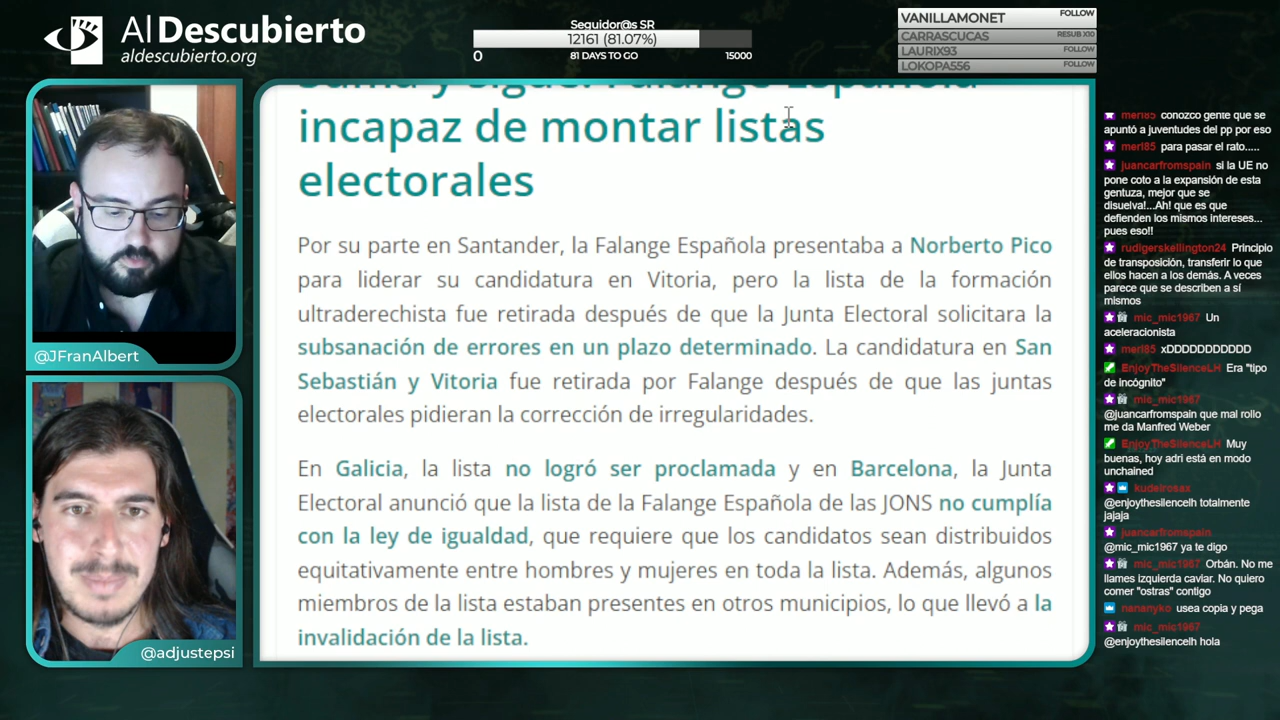 Al Descubierto
aldescubierto.org
Seguidor@s SR
12161 (81.07%)
0
81 DAYS TO GO
15000
VANILLAMONET FOLLOW
CARRASCUCAS RESUB X10
LAURIX93 FOLLOW
LOKOPA556 FOLLOW
@JFranAlbert
@adjustepsi
Suma y sigue: Falange Española
incapaz de montar listas
electorales
Por su parte en Santander, la Falange Española presentaba a Norberto Pico
para liderar su candidatura en Vitoria, pero la lista de la formación
ultraderechista fue retirada después de que la Junta Electoral solicitara la
subsanación de errores en un plazo determinado. La candidatura en San
Sebastián y Vitoria fue retirada por Falange después de que las juntas
electorales pidieran la corrección de irregularidades.
En Galicia, la lista no logró ser proclamada y en Barcelona, la Junta
Electoral anunció que la lista de la Falange Española de las JONS no cumplía
con la ley de igualdad, que requiere que los candidatos sean distribuidos
equitativamente entre hombres y mujeres en toda la lista. Además, algunos
miembros de la lista estaban presentes en otros municipios, lo que llevó a la
invalidación de la lista.
merl85 conozco gente que se
apuntó a juventudes del pp por eso
merl85 para pasar el rato.....
juancarfromspain si la UE no
pone coto a la expansión de esta
gentuza, mejor que se
disuelva!...Ah! que es que
defienden los mismos intereses...
pues eso!!
rudigerskellington24 Principio
de transposición, transferir lo que
ellos hacen a los demás. A veces
parece que se describen a sí
mismos
mic_mic1967 Un
aceleracionista
merl85 xDDDDDDDDDDD
EnjoyTheSilenceLH Era "tipo
de incógnito"
mic_mic1967
@juancarfromspain que mal rollo
me da Manfred Weber
EnjoyTheSilenceLH Muy
buenas, hoy adri está en modo
unchained
kudeirosax
@enjoythesilencelh totalmente
jajaja
juancarfromspain
@mic_mic1967 ya te digo
mic_mic1967 Orbán. No me
llames izquierda caviar. No quiero
comer "ostras" contigo
nananyko usea copia y pega
mic_mic1967
@enjoythesilencelh hola